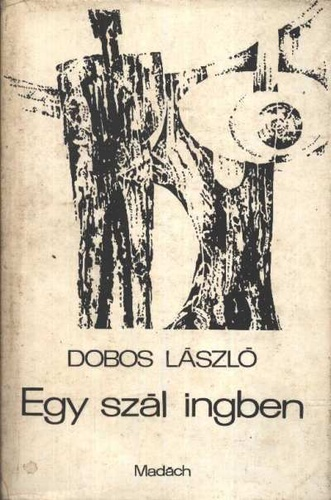 DOBOS LÁSZLÓ
Egy szál ingben
Madách